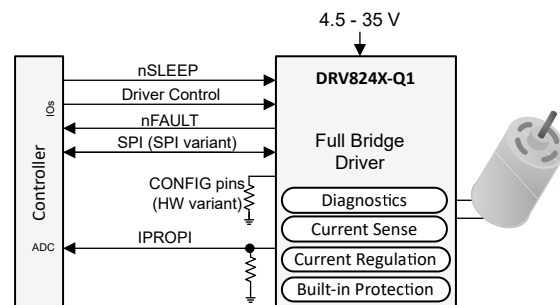 4.5 - 35 V
nSLEEP
Driver Control
nFAULT
SPI (SPI variant)
CONFIG pins
(HW variant)
IPROPI
Controller
IOs
ADC
DRV824X-Q1
Full Bridge
Driver
Diagnostics
Current Sense
Current Regulation
Built-in Protection